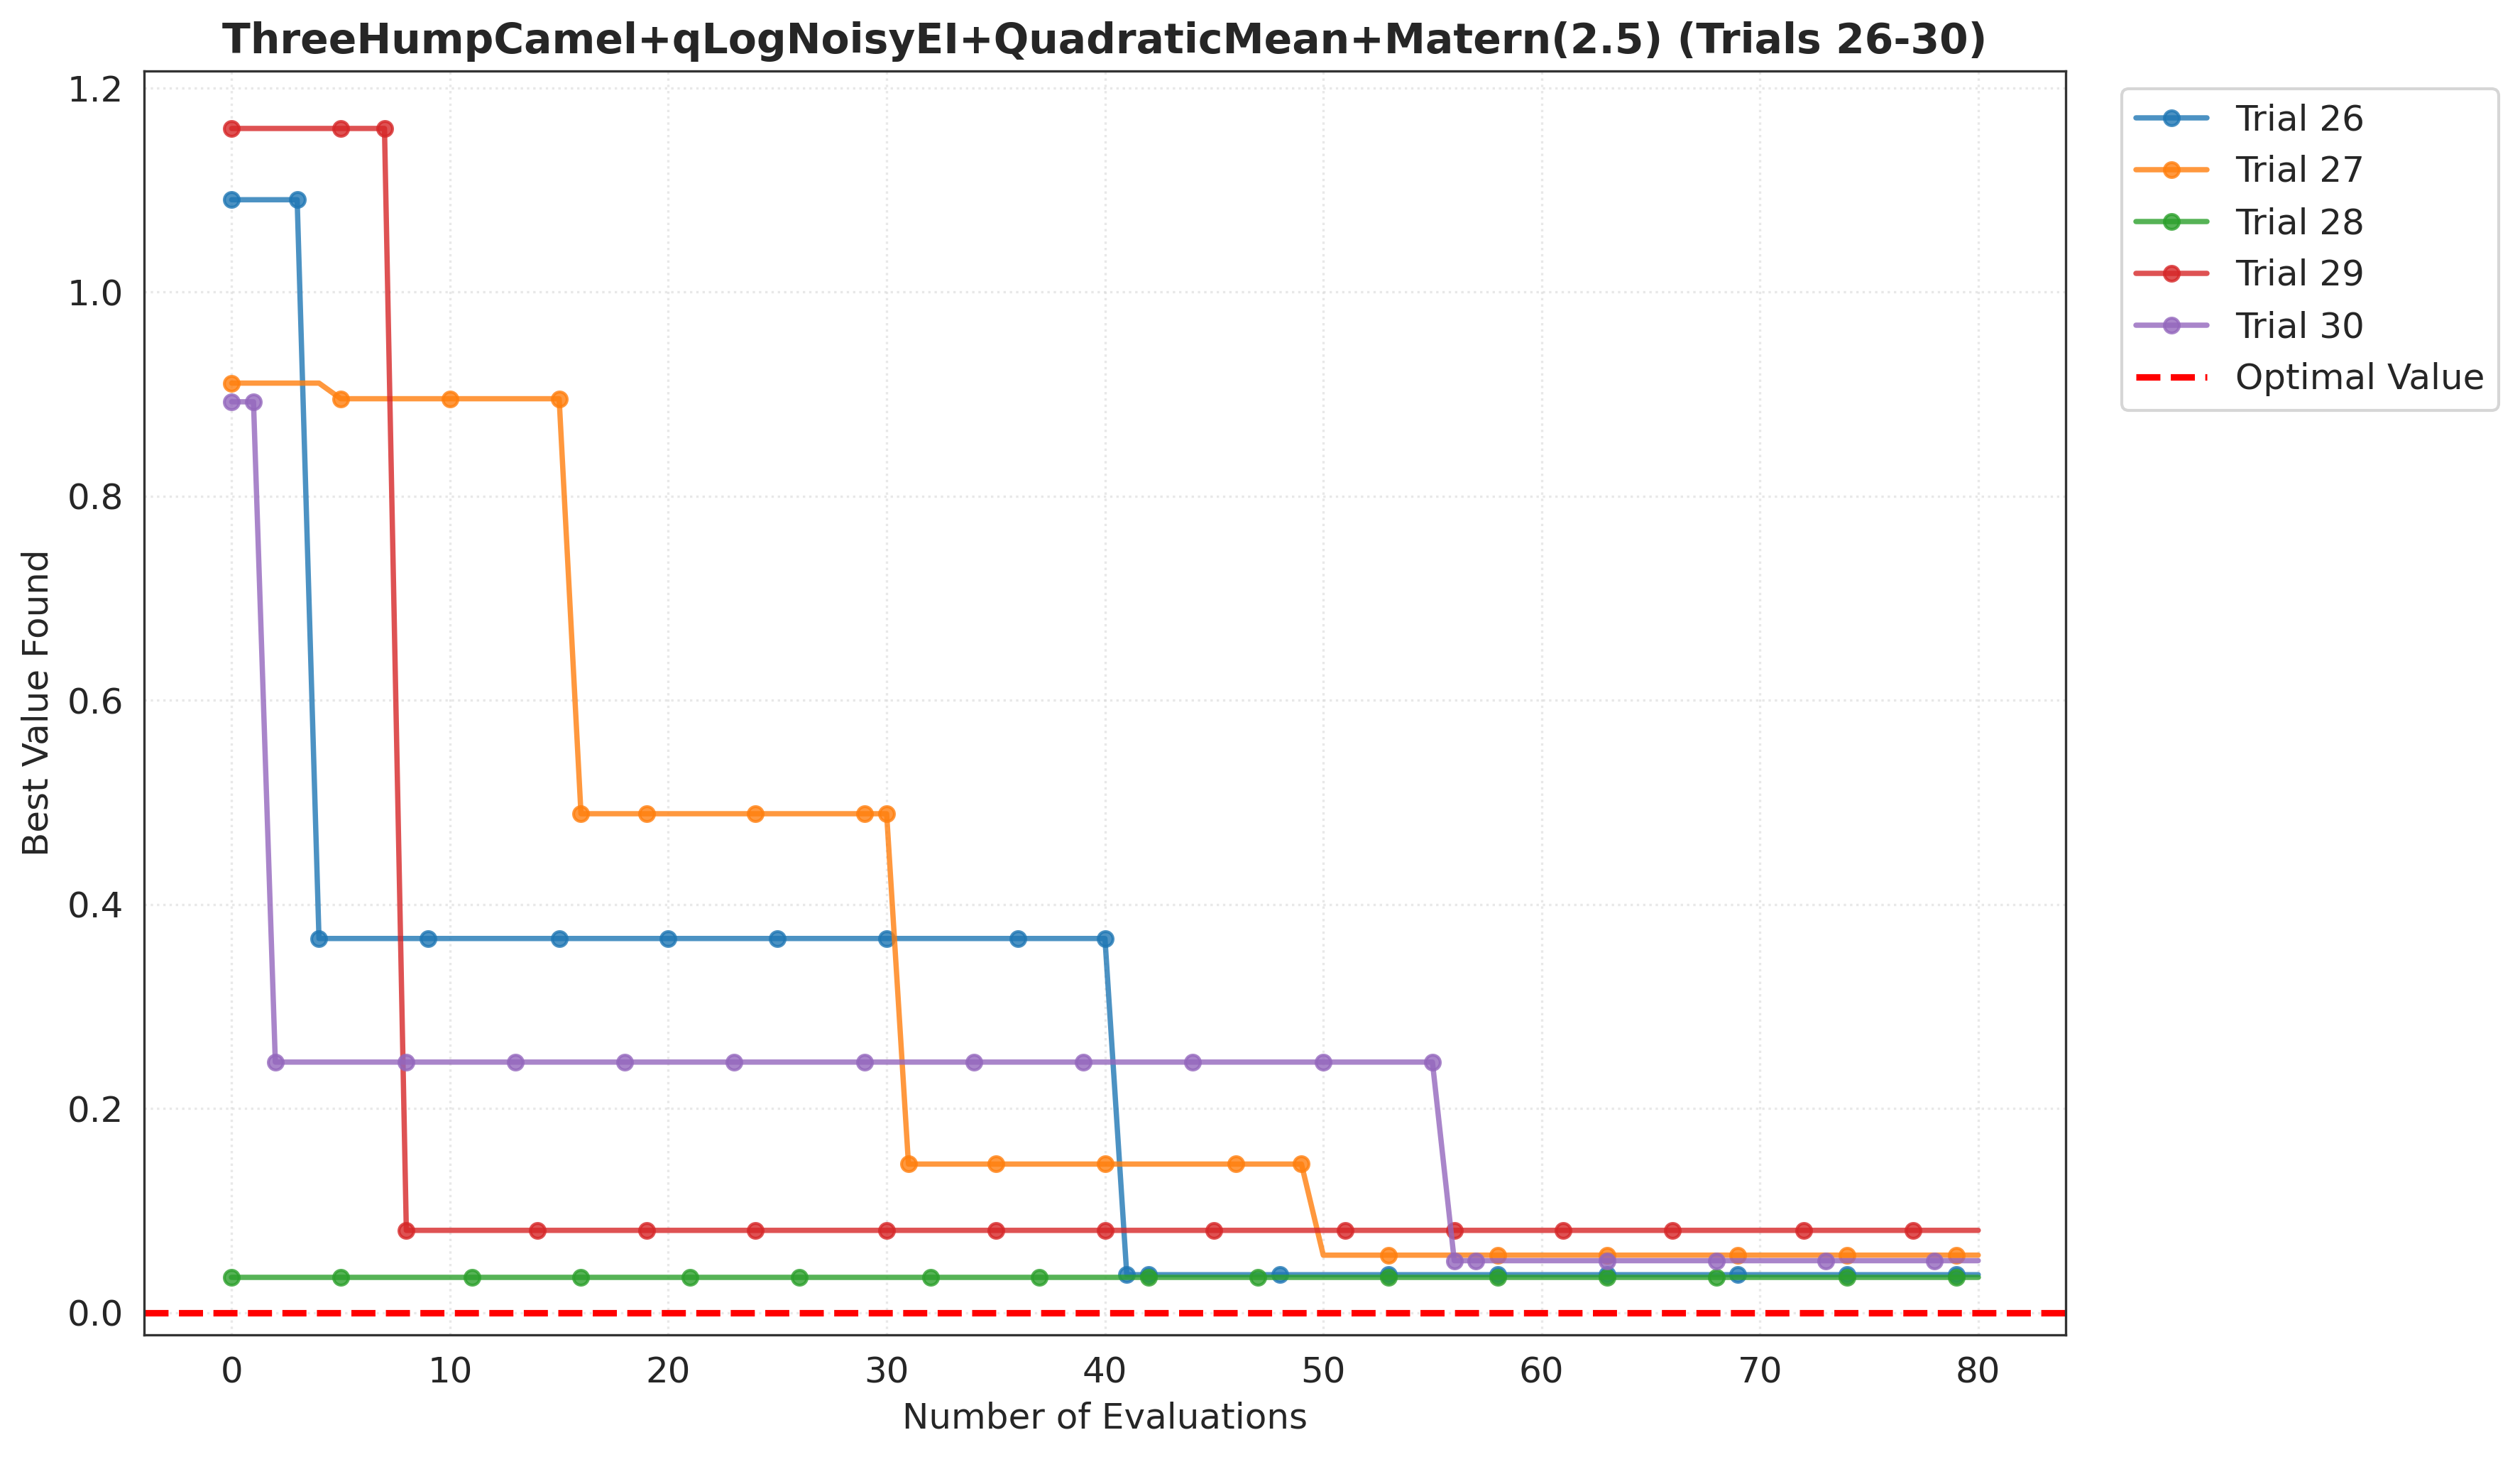 ThreeHumpCamel+qLogNoisyEI+QuadraticMean+Matern(2.5) (Trials 26-30)
Best Value Found
1.2
1.0
0.8
0.6
0.4
0.2
0.0
0 10 20 30 40 50 60 70 80
Number of Evaluations
Trial 26
Trial 27
Trial 28
Trial 29
Trial 30
Optimal Value